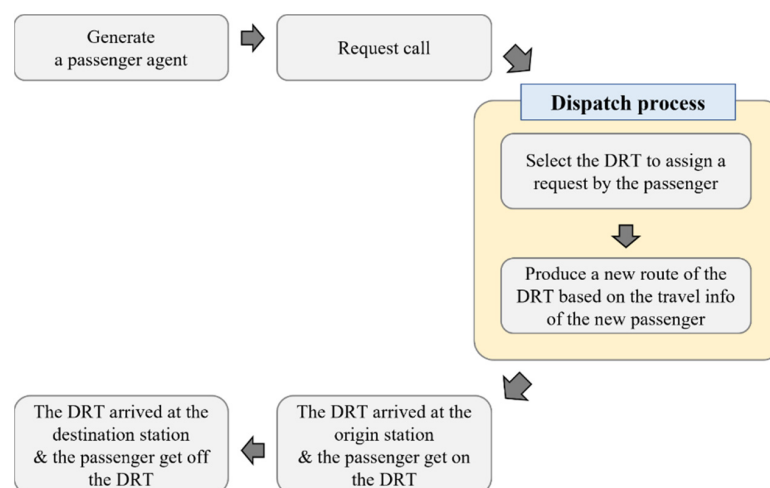 Generate
a passenger agent
Request call
Dispatch process
Select the DRT to assign a
request by the passenger
Produce a new route of the
DRT based on the travel info
of the new passenger
The DRT arrived at the
origin station
& the passenger get on
the DRT
The DRT arrived at the
destination station
& the passenger get off
the DRT